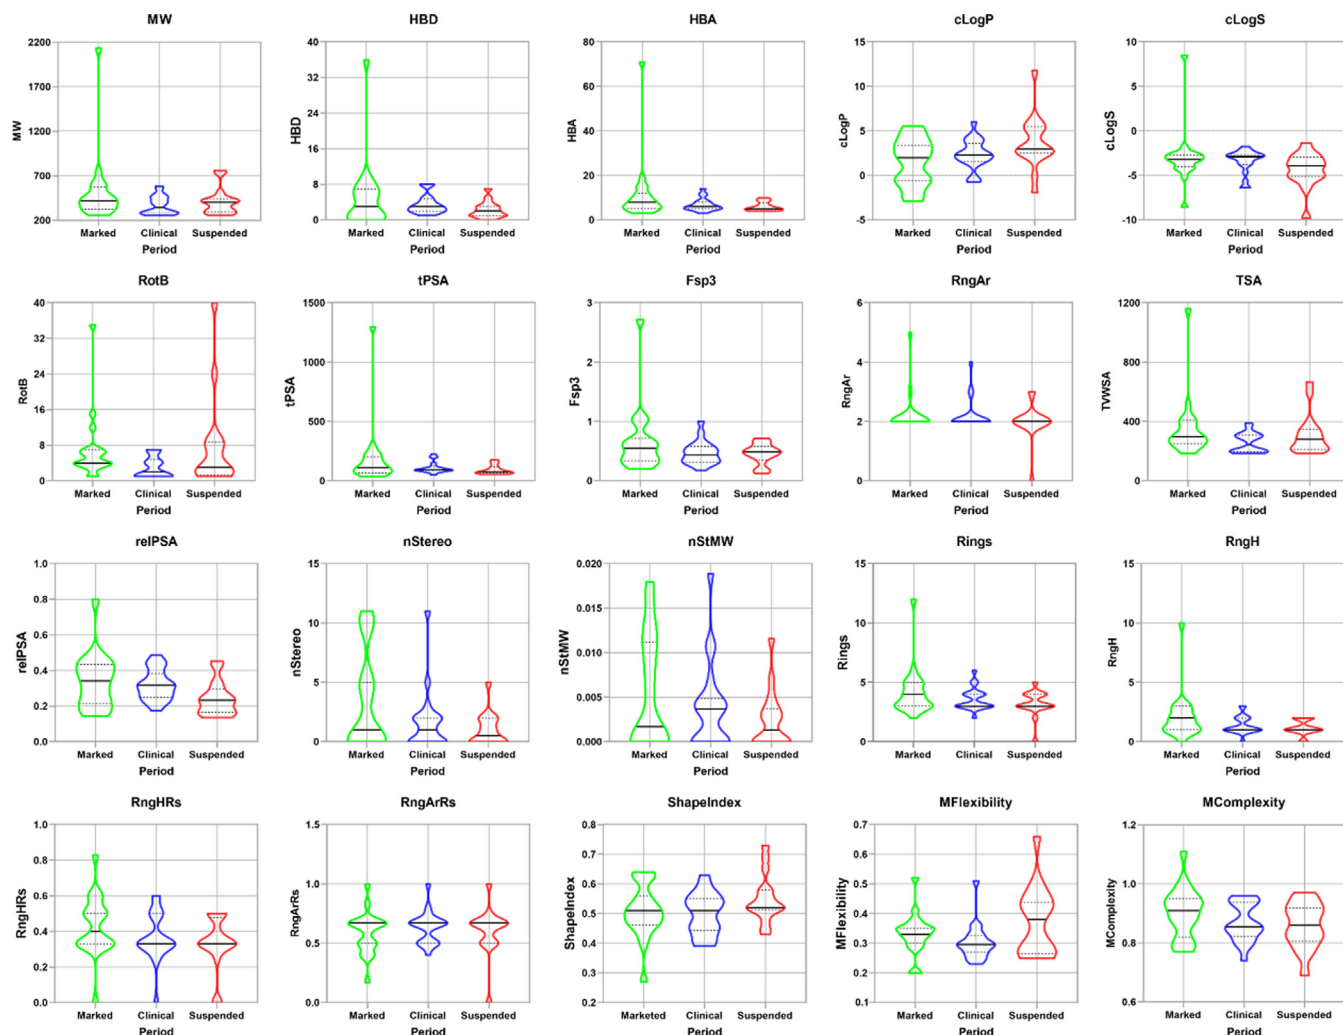 MW HBD HBA cLogP cLogS
2200 40 80 15 10
1700 32 60 10 5
1200 24 40 5 0
700 16 20 0 -5
200 8 0 -5 -10
0
MW HBD HBA cLogP cLogS
Marked Clinical Suspended Marked Clinical Suspended Marked Clinical Suspended Marked Clinical Suspended Marked Clinical Suspended
Period Period Period Period Period
RotB tPSA Fsp3 RngAr TSA
40 1500 3 6 1200
32 1000 2 4 800
24 500 1 2 400
16 0 0 0 0
8
0
RotB tPSA Fsp3 RngAr TVWSA
Marked Clinical Suspended Marked Clinical Suspended Marked Clinical Suspended Marked Clinical Suspended Marked Clinical Suspended
Period Period Period Period Period
relPSA nStereo nStMW Rings RngH
1.0 15 0.020 15 15
0.8 10 0.015 10 10
0.6 5 0.010 5 5
0.4 0 0.005 0 0
0.2 0.000
0.0
relPSA nStereo nStMW Rings RngH
Marked Clinical Suspended Marked Clinical Suspended Marked Clinical Suspended Marked Clinical Suspended Marked Clinical Suspended
Period Period Period Period Period
RngHRs RngArRs ShapeIndex MFlexibility MComplexity
1.0 1.5 0.8 0.7 1.2
0.8 1.0 0.7 0.6 1.0
0.6 0.5 0.6 0.5 0.8
0.4 0.0 0.5 0.4 0.6
0.2 0.4 0.3
0.0 0.3 0.2
0.2 0.1
RngHRs RngArRs ShapeIndex MFlexibility MComplexity
Marked Clinical Suspended Marked Clinical Suspended Marketed Clinical Suspended Marked Clinical Suspended Marked Clinical Suspended
Period Period Period Period Period